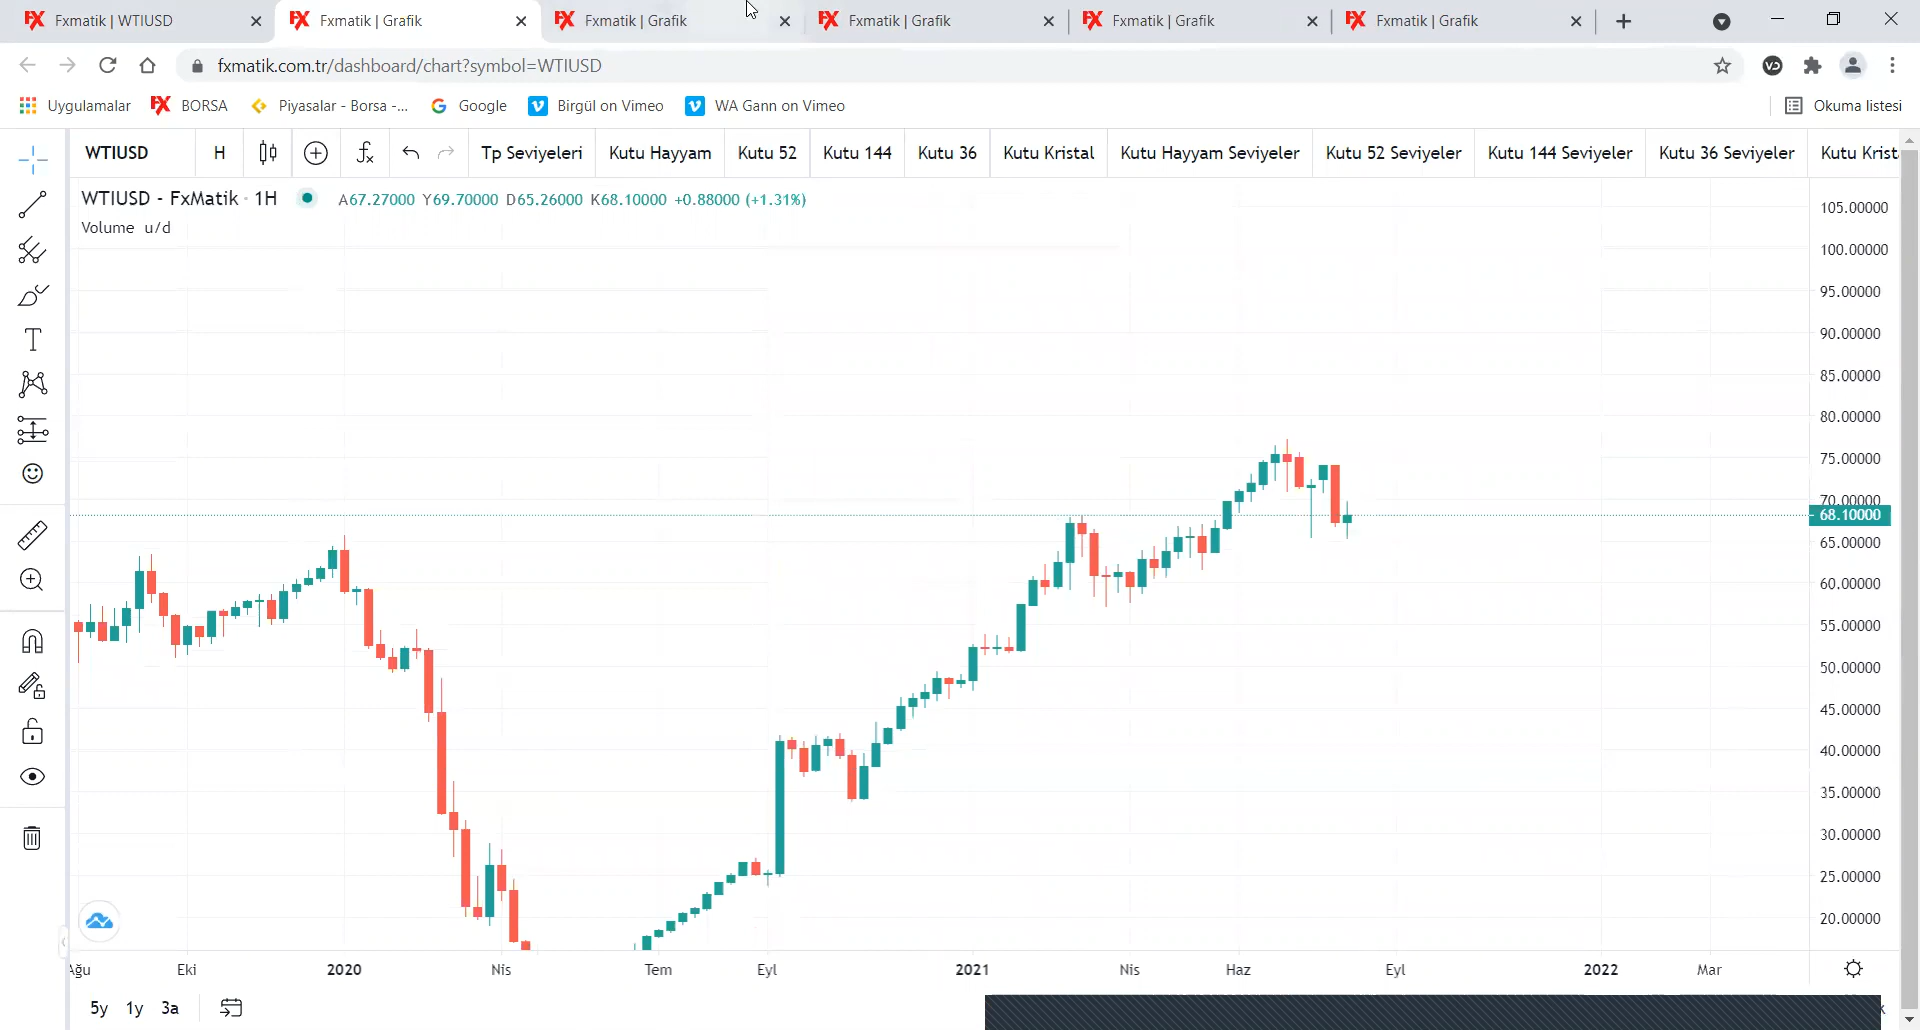 Fxmatik | WTIUSD
Fxmatik | Grafik
Fxmatik | Grafik
Fxmatik | Grafik
Fxmatik | Grafik
Fxmatik | Grafik
fxmatik.com.tr/dashboard/chart?symbol=WTIUSD
Uygulamalar
BORSA
Piyasalar - Borsa -...
Google
Birgül on Vimeo
WA Gann on Vimeo
Okuma listesi
WTIUSD
H
Tp Seviyeleri
Kutu Hayyam
Kutu 52
Kutu 144
Kutu 36
Kutu Kristal
Kutu Hayyam Seviyeler
Kutu 52 Seviyeler
Kutu 144 Seviyeler
Kutu 36 Seviyeler
Kutu Krist
WTIUSD - FxMatik · 1H
A67.27000 Y69.70000 D65.26000 K68.10000 +0.88000 (+1.31%)
Volume u/d
105.00000
100.00000
95.00000
90.00000
85.00000
80.00000
75.00000
70.00000
68.10000
65.00000
60.00000
55.00000
50.00000
45.00000
40.00000
35.00000
30.00000
25.00000
20.00000
Ağu
Eki
2020
Nis
Tem
Eyl
2021
Nis
Haz
Eyl
2022
Mar
5y
1y
3a